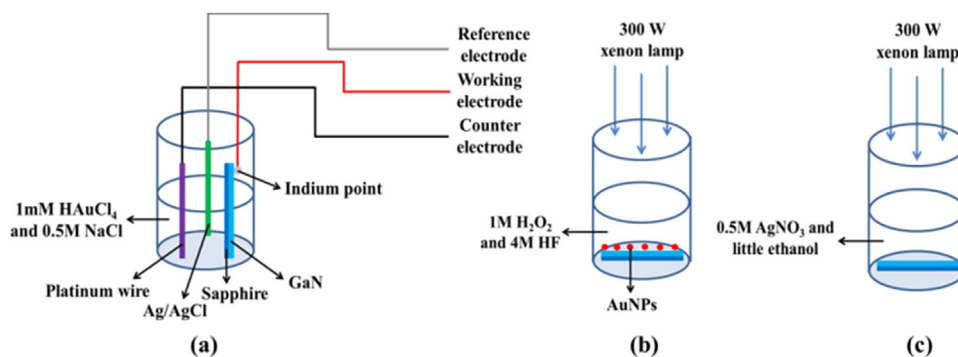 Reference
electrode
Working
electrode
Counter
electrode
Indium point
1mM HAuCl₄
and 0.5M NaCl
Platinum wire
Ag/AgCl
Sapphire
GaN
(a)
300 W
xenon lamp
1M H₂O₂
and 4M HF
AuNPs
(b)
300 W
xenon lamp
0.5M AgNO₃ and
little ethanol
(c)